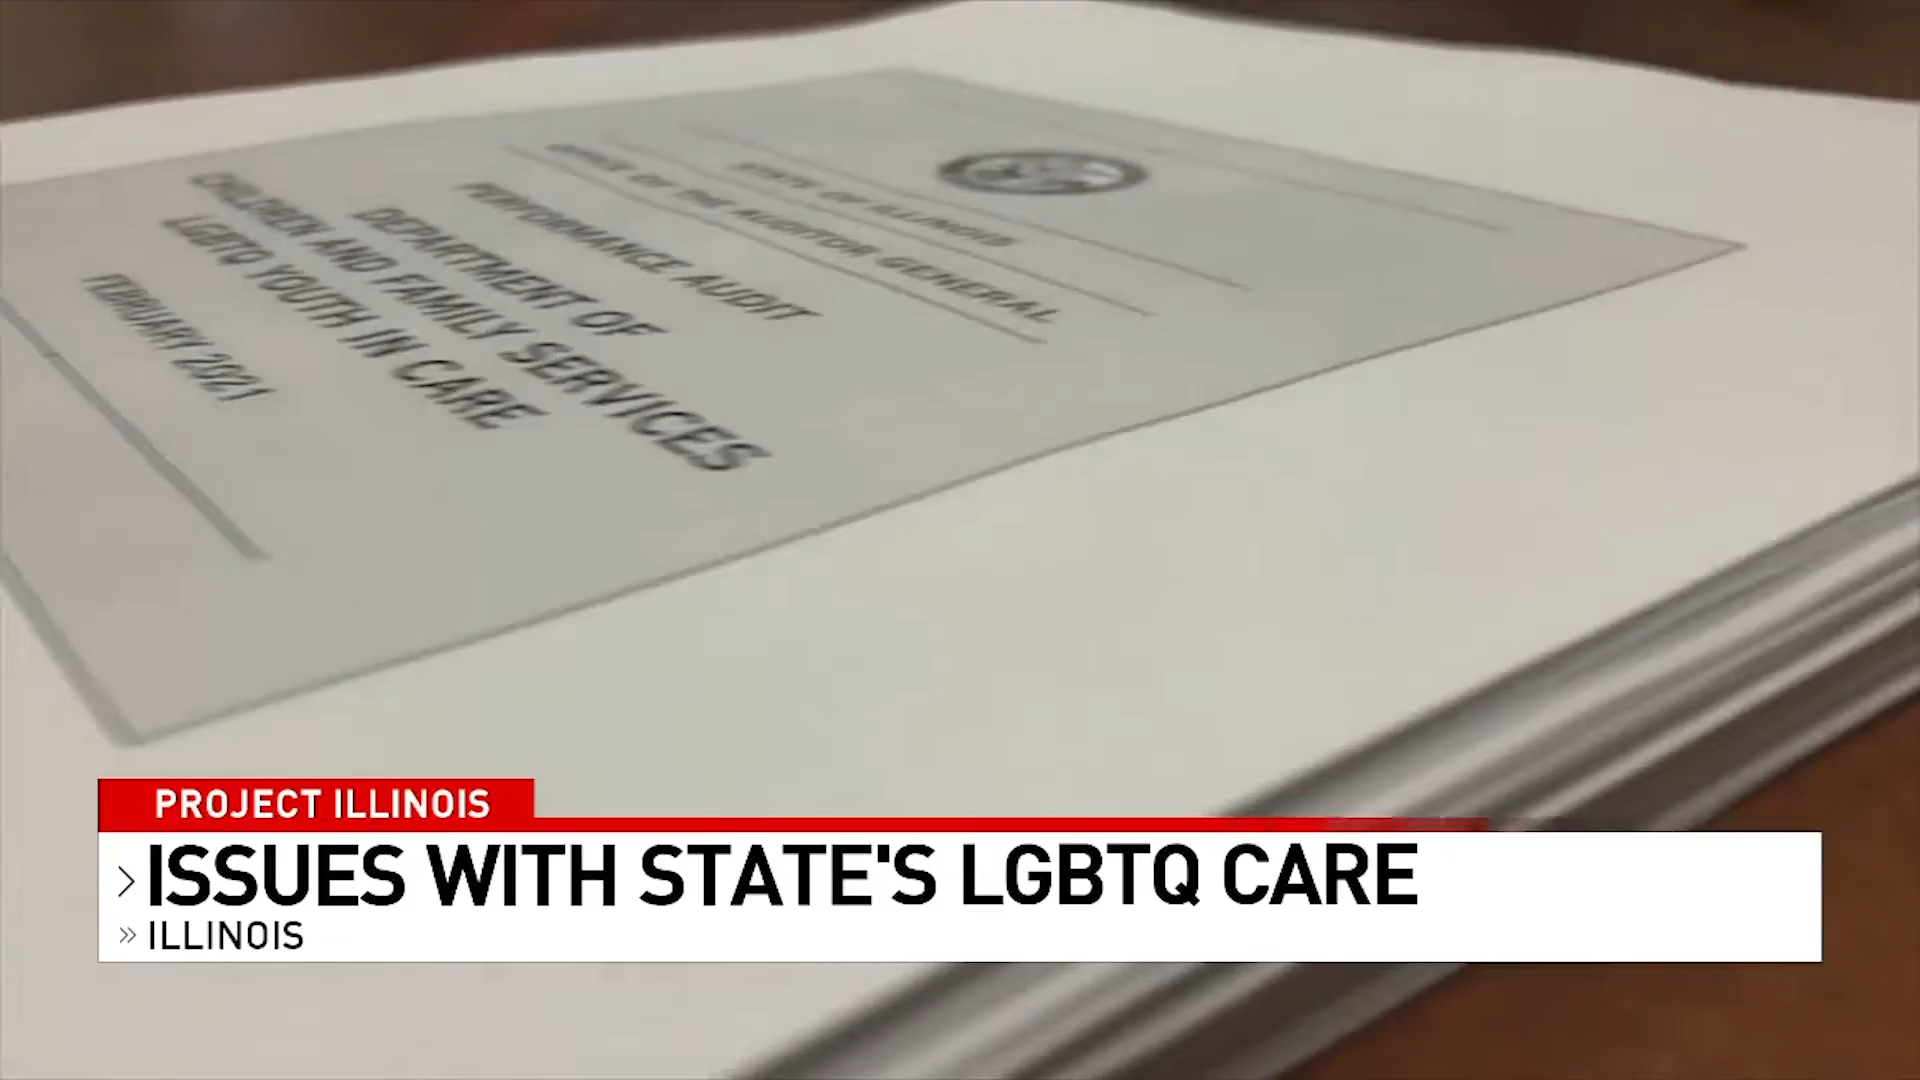 STATE OF ILLINOIS
OFFICE OF THE AUDITOR GENERAL
PERFORMANCE AUDIT
DEPARTMENT OF
CHILDREN AND FAMILY SERVICES
LGBTQ YOUTH IN CARE
FEBRUARY 2021
PROJECT ILLINOIS
ISSUES WITH STATE'S LGBTQ CARE
ILLINOIS